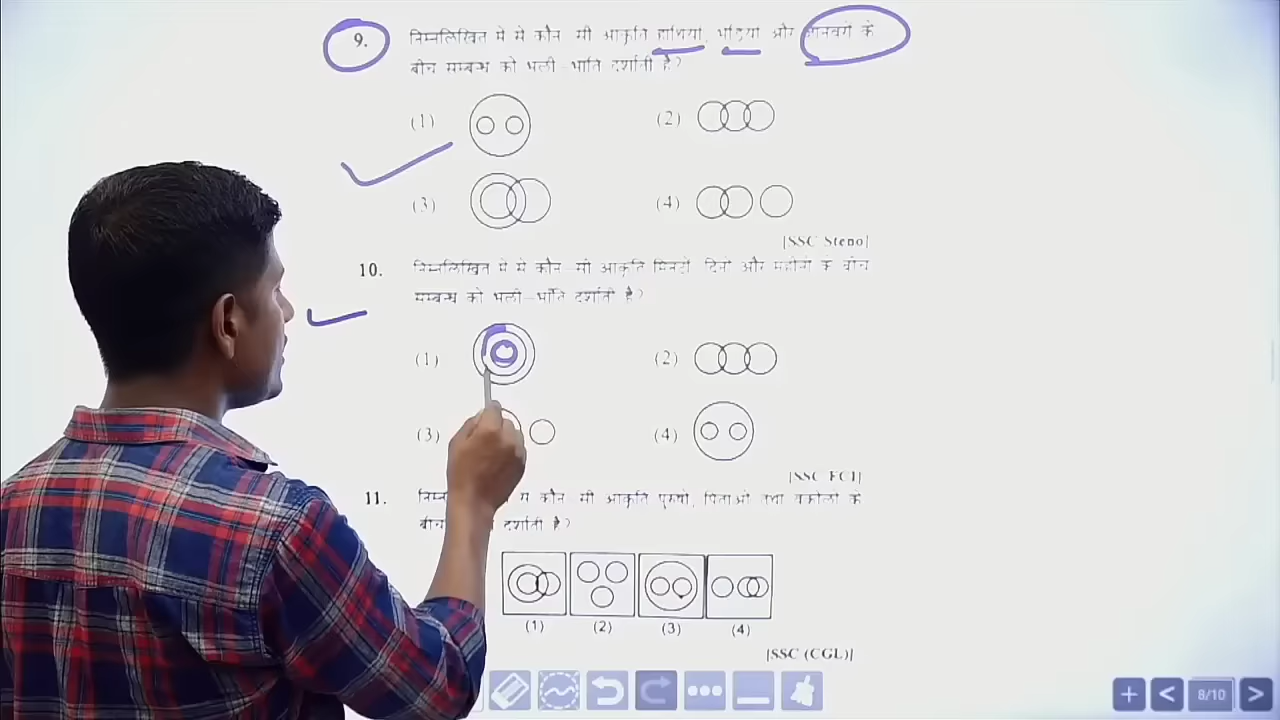 9. निम्नलिखित में से कौन-सी आकृति हाथियों, भेड़ियों और जानवरों के
बीच सम्बन्ध को भली-भाँति दर्शाती है?
(1) (2)
(3) (4)
[SSC Steno]
10. निम्नलिखित में से कौन-सी आकृति मिनटों दिनों और महीनों के बीच
सम्बन्ध को भली-भाँति दर्शाती है?
(1) (2)
(3) (4)
[SSC FCI]
11. कौन-सी आकृति पुरुषों, पिताओं तथा वकीलों के
बीच दर्शाती है?
(1) (2) (3) (4)
[SSC (CGL)]
8/10